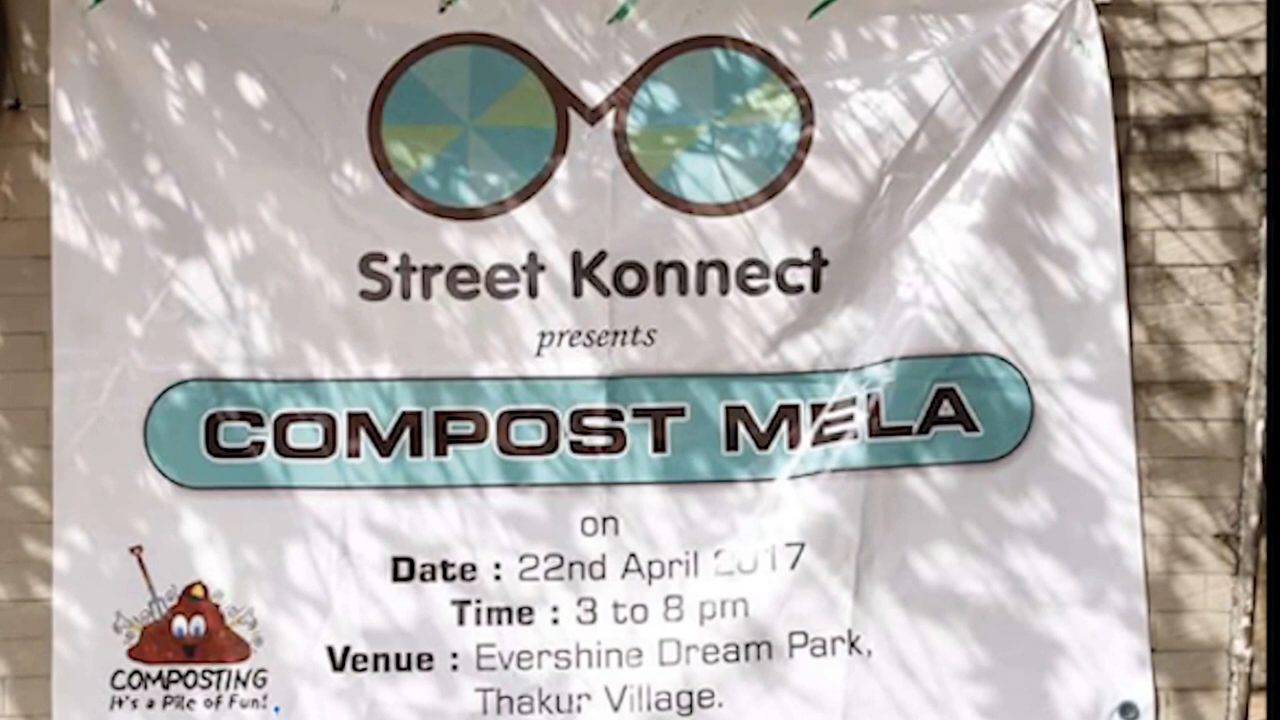 Street Konnect
presents
COMPOST MELA
on
Date : 22nd April 2017
Time : 3 to 8 pm
Venue : Evershine Dream Park,
Thakur Village.
COMPOSTING
It's a Pile of Fun!